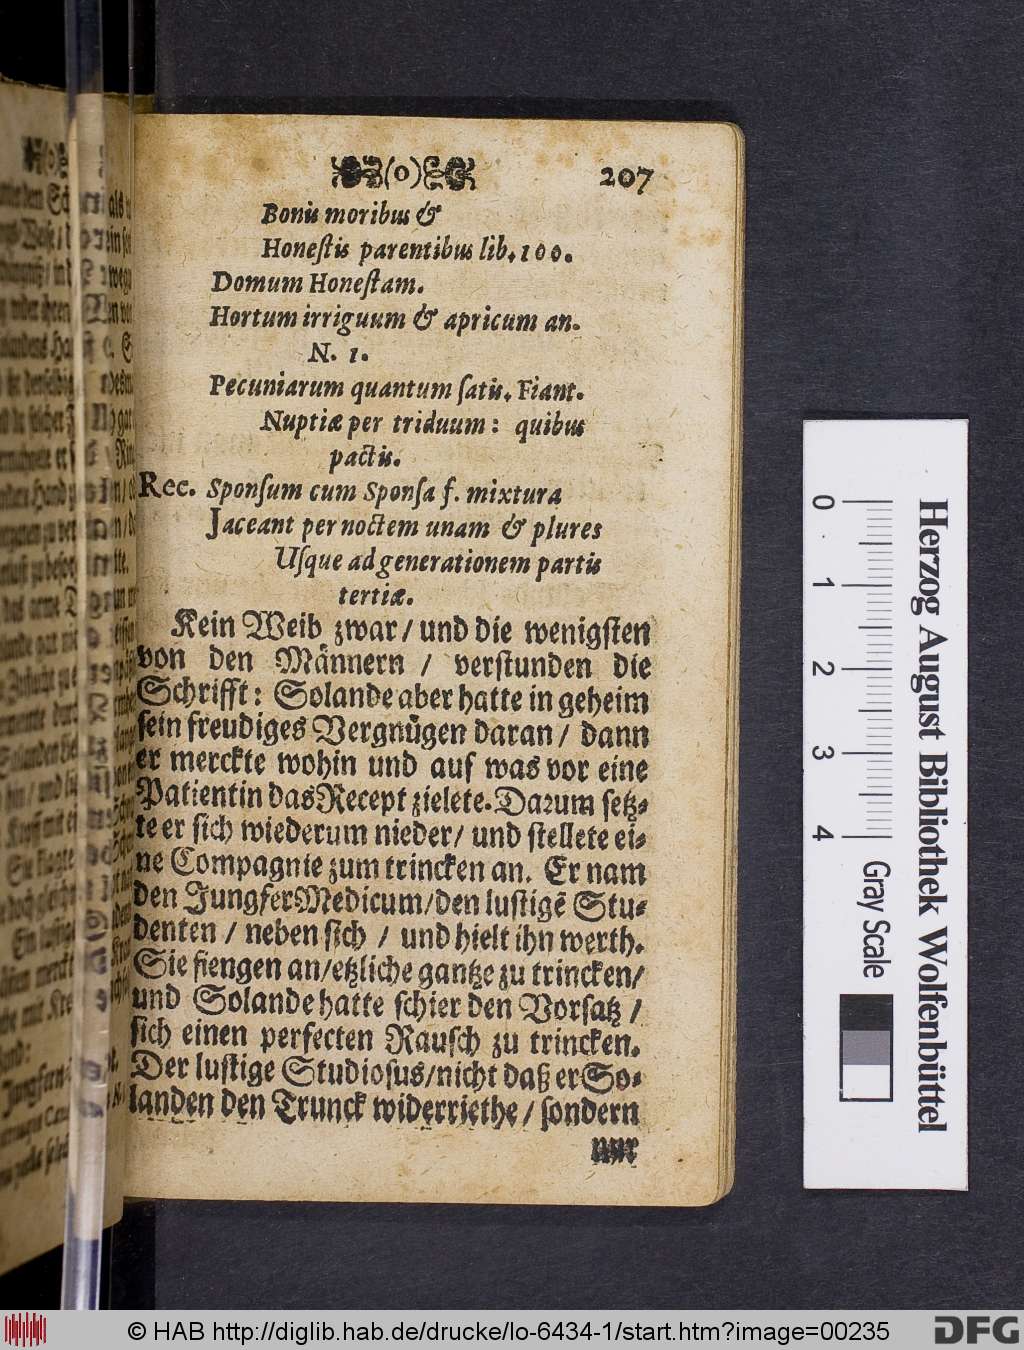 (o) 207
Bonis moribus &
Honeſtis parentibus lib. 100.
Domum Honeſtam.
Hortum irriguum & apricum an.
N. 1.
Pecuniarum quantum ſatis. Fiant.
Nuptiæ per triduum: quibus
pactis.
Rec. Sponſum cum Sponſa f. mixtura
Jaceant per noctem unam & plures
Uſque ad generationem partis
tertiæ.
Kein Weib zwar / und die wenigſten
von den Männern / verſtunden die
Schrifft: Solande aber hatte in geheim
ſein freudiges Vergnügen daran / dann
er merckte wohin und auf was vor eine
Patientin das Recept zielete. Darum ſetz-
te er ſich wiederum nieder / und ſtellete ei-
ne Compagnie zum trincken an. Er nam
den Jungfer Medicum / den luſtigē Stu-
denten / neben ſich / und hielt ihn werth.
Sie fiengen an / etzliche gantze zu trincken /
und Solande hatte ſchier den Vorſatz /
ſich einen perfecten Rauſch zu trincken.
Der luſtige Studioſus / nicht daß er So-
landen den Trunck widerriethe / ſondern
nur
0 1 2 3 4
Herzog August Bibliothek Wolfenbüttel
Gray Scale
© HAB http://diglib.hab.de/drucke/lo-6434-1/start.htm?image=00235
DFG